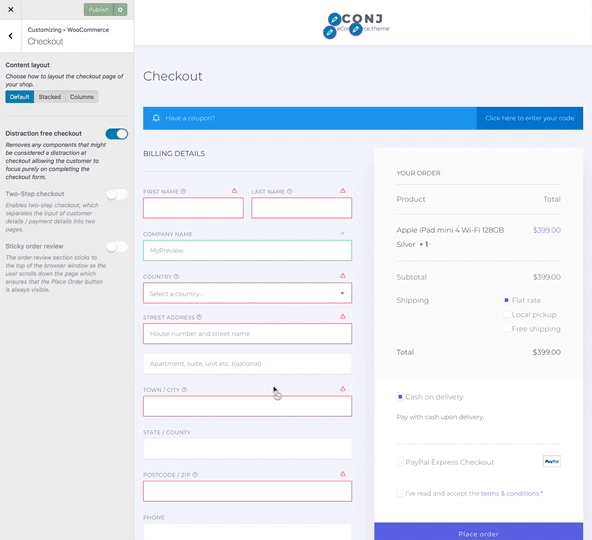 Publish
Customizing • WooCommerce
Checkout
Content layout
Choose how to layout the checkout page of
your shop.
Default
Stacked
Columns
Distraction free checkout
Removes any components that might
be considered a distraction at
checkout allowing the customer to
focus purely on completing the
checkout form.
Two-Step checkout
Enables two-step checkout, which
separates the input of customer
details / payment details into two
pages.
Sticky order review
The order review section sticks
to the top of the browser window as the
user scrolls down the page which
ensures that the Place Order button
is always visible.
CONJ
Checkout
Have a coupon?
Click here to enter your code
BILLING DETAILS
FIRST NAME
LAST NAME
COMPANY NAME
MyPreview
COUNTRY
Select a country...
STREET ADDRESS
House number and street name
Apartment, suite, unit etc. (optional)
TOWN / CITY
STATE / COUNTY
POSTCODE / ZIP
PHONE
YOUR ORDER
Product Total
Apple iPad mini 4 Wi-Fi 128GB $399.00
Silver × 1
Subtotal $399.00
Shipping
Flat rate
Local pickup
Free shipping
Total $399.00
Cash on delivery
Pay with cash upon delivery.
PayPal Express Checkout
PayPal
I've read and accept the terms & conditions *
Place order